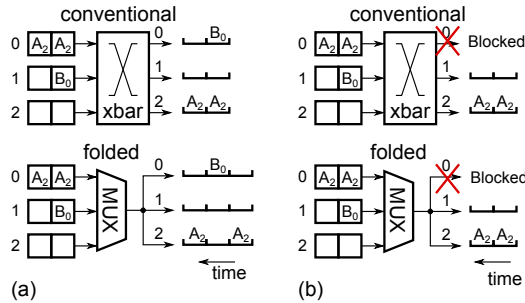 conventional
0 A₂ A₂ 0 B₀
1 B₀ 1
2 xbar 2 A₂ A₂
folded
0 A₂ A₂ MUX 0 B₀
1 B₀ 1
2 2 A₂ A₂
(a) time
conventional
0 A₂ A₂ 0 Blocked
1 B₀ 1
2 xbar 2 A₂ A₂
folded
0 A₂ A₂ MUX 0 Blocked
1 B₀ 1
2 2 A₂ A₂
(b) time